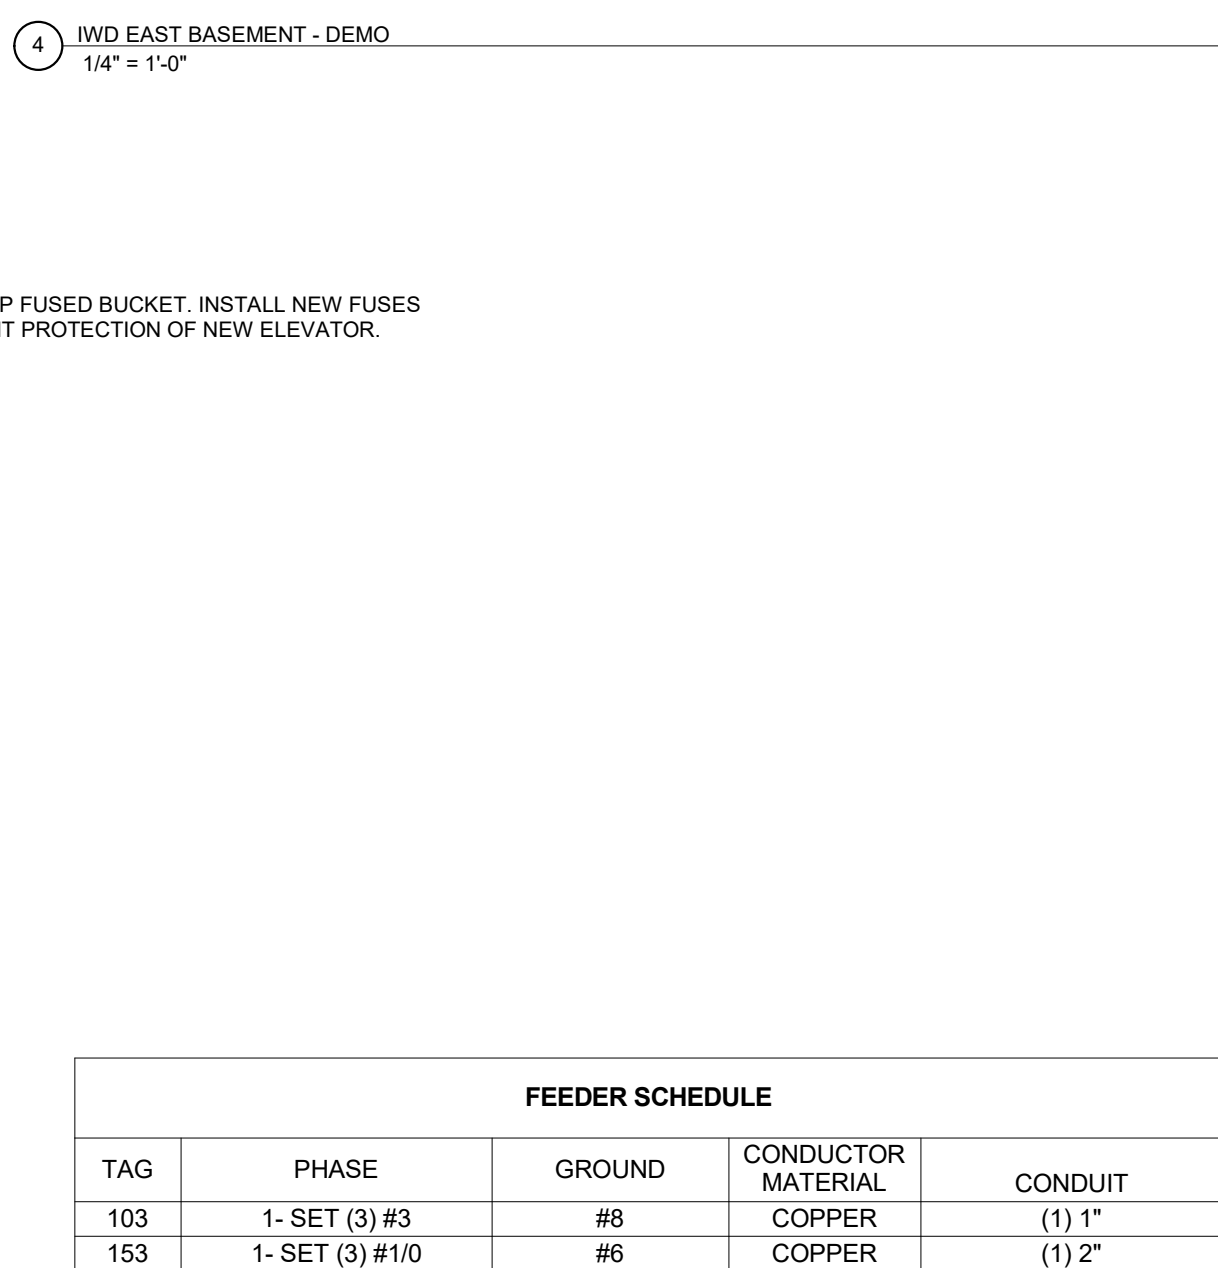 4 IWD EAST BASEMENT - DEMO
1/4" = 1'-0"
P FUSED BUCKET. INSTALL NEW FUSES
T PROTECTION OF NEW ELEVATOR.
FEEDER SCHEDULE
TAG PHASE GROUND CONDUCTOR MATERIAL CONDUIT
103 1- SET (3) #3 #8 COPPER (1) 1"
153 1- SET (3) #1/0 #6 COPPER (1) 2"